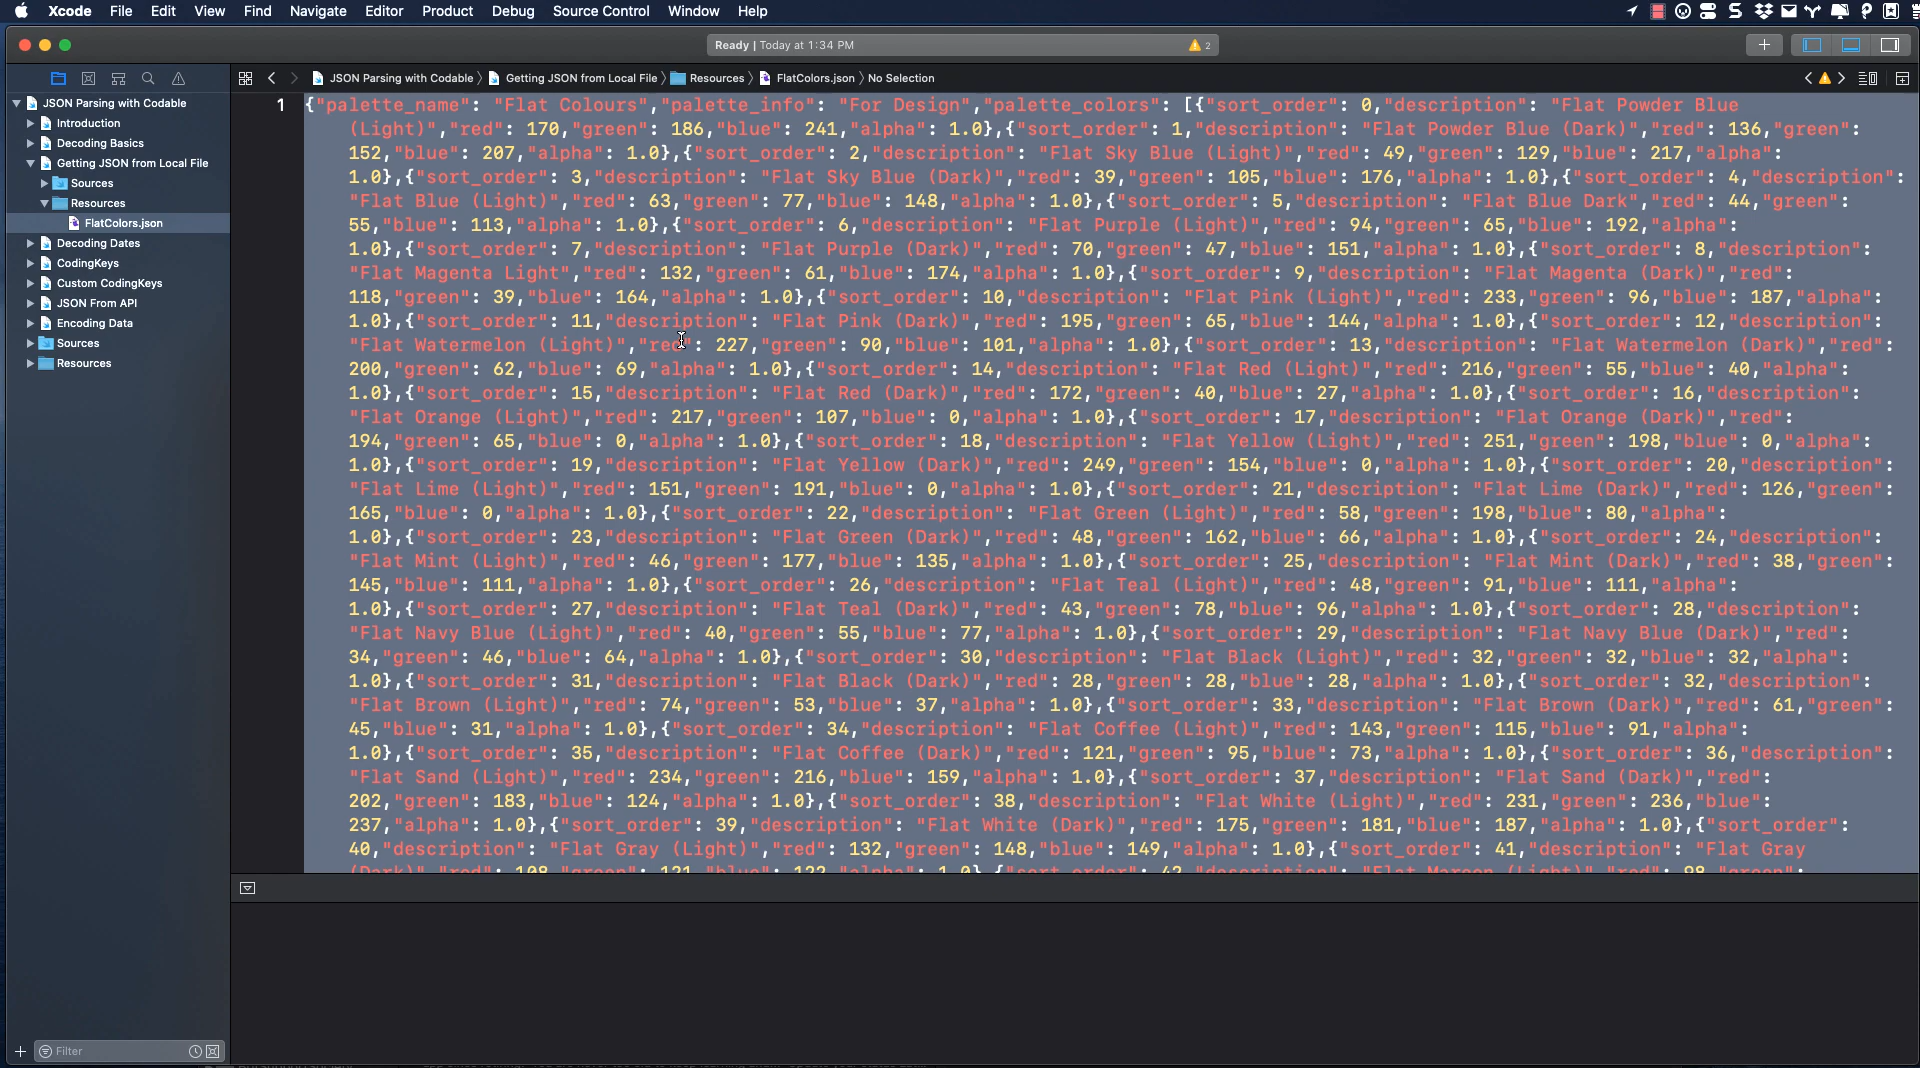 Xcode File Edit View Find Navigate Editor Product Debug Source Control Window Help
Ready | Today at 1:34 PM
2
JSON Parsing with Codable
Getting JSON from Local File
Resources
FlatColors.json
No Selection
JSON Parsing with Codable
Introduction
Decoding Basics
Getting JSON from Local File
Sources
Resources
FlatColors.json
Decoding Dates
CodingKeys
Custom CodingKeys
JSON From API
Encoding Data
Sources
Resources
Filter
1
{"palette_name": "Flat Colours","palette_info": "For Design","palette_colors": [{"sort_order": 0,"description": "Flat Powder Blue
(Light)","red": 170,"green": 186,"blue": 241,"alpha": 1.0},{"sort_order": 1,"description": "Flat Powder Blue (Dark)","red": 136,"green":
152,"blue": 207,"alpha": 1.0},{"sort_order": 2,"description": "Flat Sky Blue (Light)","red": 49,"green": 129,"blue": 217,"alpha":
1.0},{"sort_order": 3,"description": "Flat Sky Blue (Dark)","red": 39,"green": 105,"blue": 176,"alpha": 1.0},{"sort_order": 4,"description":
"Flat Blue (Light)","red": 63,"green": 77,"blue": 148,"alpha": 1.0},{"sort_order": 5,"description": "Flat Blue Dark","red": 44,"green":
55,"blue": 113,"alpha": 1.0},{"sort_order": 6,"description": "Flat Purple (Light)","red": 94,"green": 65,"blue": 192,"alpha":
1.0},{"sort_order": 7,"description": "Flat Purple (Dark)","red": 70,"green": 47,"blue": 151,"alpha": 1.0},{"sort_order": 8,"description":
"Flat Magenta Light","red": 132,"green": 61,"blue": 174,"alpha": 1.0},{"sort_order": 9,"description": "Flat Magenta (Dark)","red":
118,"green": 39,"blue": 164,"alpha": 1.0},{"sort_order": 10,"description": "Flat Pink (Light)","red": 233,"green": 96,"blue": 187,"alpha":
1.0},{"sort_order": 11,"description": "Flat Pink (Dark)","red": 195,"green": 65,"blue": 144,"alpha": 1.0},{"sort_order": 12,"description":
"Flat Watermelon (Light)","red": 227,"green": 90,"blue": 101,"alpha": 1.0},{"sort_order": 13,"description": "Flat Watermelon (Dark)","red":
200,"green": 62,"blue": 69,"alpha": 1.0},{"sort_order": 14,"description": "Flat Red (Light)","red": 216,"green": 55,"blue": 40,"alpha":
1.0},{"sort_order": 15,"description": "Flat Red (Dark)","red": 172,"green": 40,"blue": 27,"alpha": 1.0},{"sort_order": 16,"description":
"Flat Orange (Light)","red": 217,"green": 107,"blue": 0,"alpha": 1.0},{"sort_order": 17,"description": "Flat Orange (Dark)","red":
194,"green": 65,"blue": 0,"alpha": 1.0},{"sort_order": 18,"description": "Flat Yellow (Light)","red": 251,"green": 198,"blue": 0,"alpha":
1.0},{"sort_order": 19,"description": "Flat Yellow (Dark)","red": 249,"green": 154,"blue": 0,"alpha": 1.0},{"sort_order": 20,"description":
"Flat Lime (Light)","red": 151,"green": 191,"blue": 0,"alpha": 1.0},{"sort_order": 21,"description": "Flat Lime (Dark)","red": 126,"green":
165,"blue": 0,"alpha": 1.0},{"sort_order": 22,"description": "Flat Green (Light)","red": 58,"green": 198,"blue": 80,"alpha":
1.0},{"sort_order": 23,"description": "Flat Green (Dark)","red": 48,"green": 162,"blue": 66,"alpha": 1.0},{"sort_order": 24,"description":
"Flat Mint (Light)","red": 46,"green": 177,"blue": 135,"alpha": 1.0},{"sort_order": 25,"description": "Flat Mint (Dark)","red": 38,"green":
145,"blue": 111,"alpha": 1.0},{"sort_order": 26,"description": "Flat Teal (Light)","red": 48,"green": 91,"blue": 111,"alpha":
1.0},{"sort_order": 27,"description": "Flat Teal (Dark)","red": 43,"green": 78,"blue": 96,"alpha": 1.0},{"sort_order": 28,"description":
"Flat Navy Blue (Light)","red": 40,"green": 55,"blue": 77,"alpha": 1.0},{"sort_order": 29,"description": "Flat Navy Blue (Dark)","red":
34,"green": 46,"blue": 64,"alpha": 1.0},{"sort_order": 30,"description": "Flat Black (Light)","red": 32,"green": 32,"blue": 32,"alpha":
1.0},{"sort_order": 31,"description": "Flat Black (Dark)","red": 28,"green": 28,"blue": 28,"alpha": 1.0},{"sort_order": 32,"description":
"Flat Brown (Light)","red": 74,"green": 53,"blue": 37,"alpha": 1.0},{"sort_order": 33,"description": "Flat Brown (Dark)","red": 61,"green":
45,"blue": 31,"alpha": 1.0},{"sort_order": 34,"description": "Flat Coffee (Light)","red": 143,"green": 115,"blue": 91,"alpha":
1.0},{"sort_order": 35,"description": "Flat Coffee (Dark)","red": 121,"green": 95,"blue": 73,"alpha": 1.0},{"sort_order": 36,"description":
"Flat Sand (Light)","red": 234,"green": 216,"blue": 159,"alpha": 1.0},{"sort_order": 37,"description": "Flat Sand (Dark)","red":
202,"green": 183,"blue": 124,"alpha": 1.0},{"sort_order": 38,"description": "Flat White (Light)","red": 231,"green": 236,"blue":
237,"alpha": 1.0},{"sort_order": 39,"description": "Flat White (Dark)","red": 175,"green": 181,"blue": 187,"alpha": 1.0},{"sort_order":
40,"description": "Flat Gray (Light)","red": 132,"green": 148,"blue": 149,"alpha": 1.0},{"sort_order": 41,"description": "Flat Gray